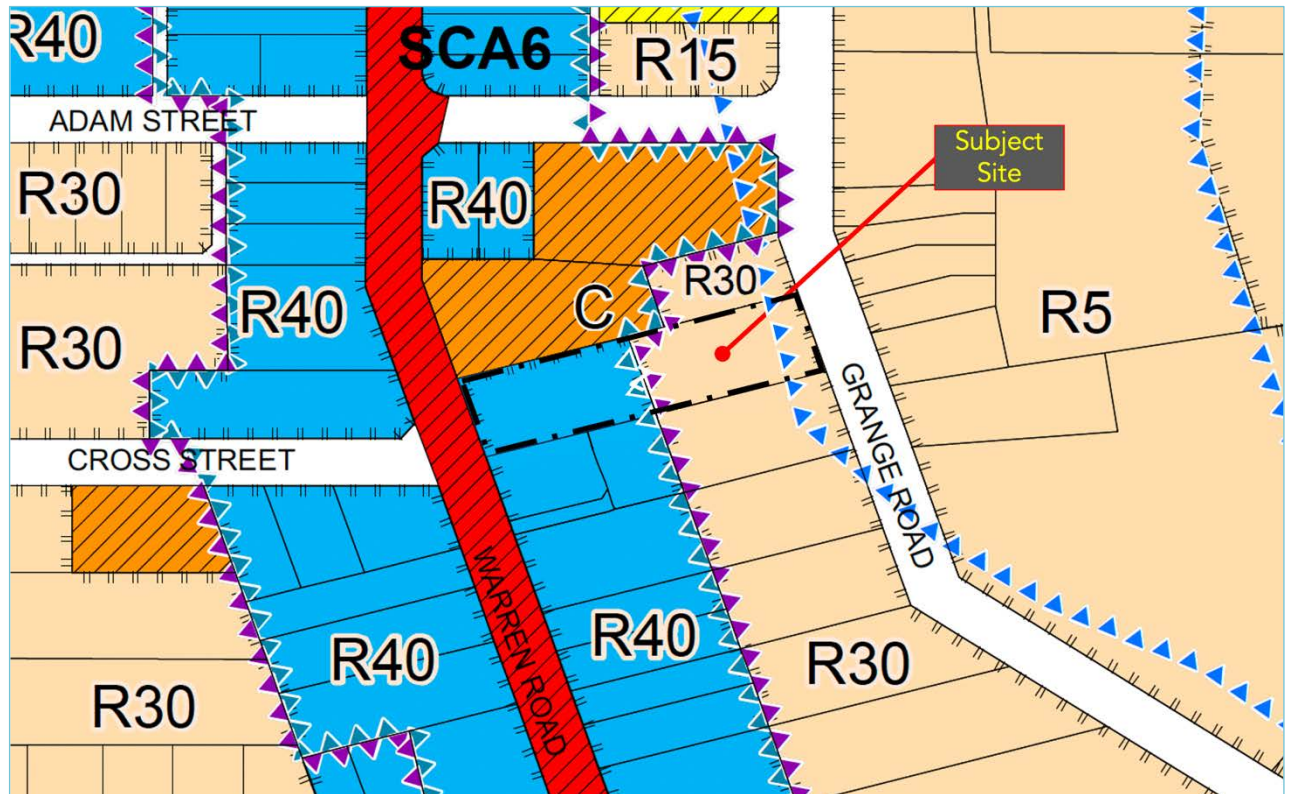 R40
SCA6
R15
ADAM STREET
Subject
Site
R30
R40
R30
C
R40
R5
R30
GRANGE ROAD
CROSS STREET
WARREN ROAD
R40
R40
R30
R30